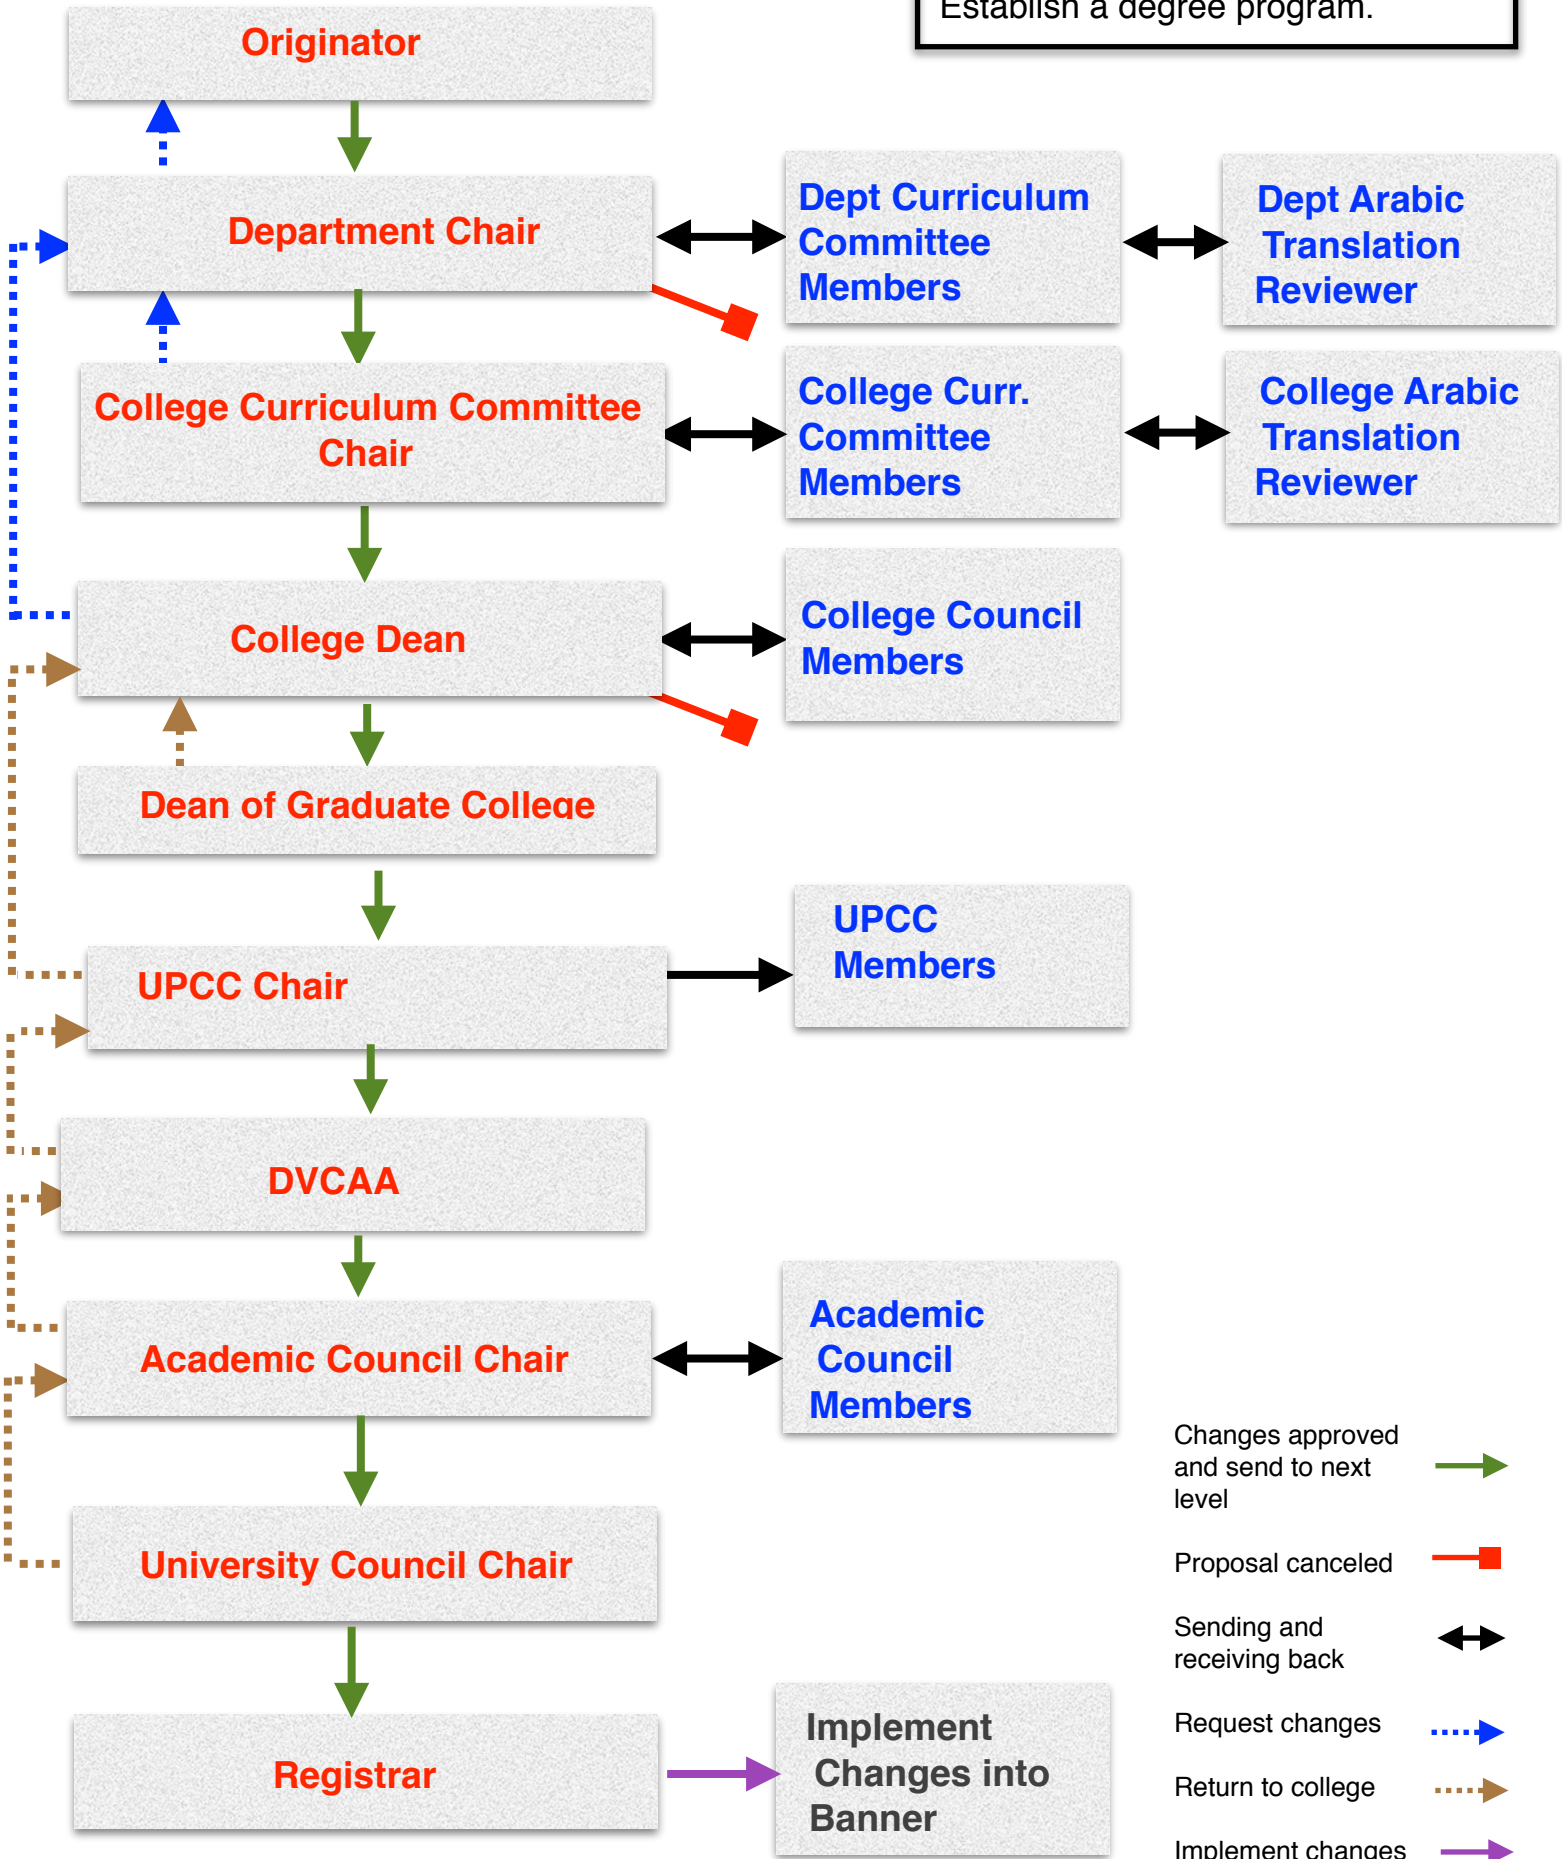 Establish a degree program.
Originator
Department Chair
Dept Curriculum
Committee
Members
Dept Arabic
Translation
Reviewer
College Curriculum Committee
Chair
College Curr.
Committee
Members
College Arabic
Translation
Reviewer
College Dean
College Council
Members
Dean of Graduate College
UPCC Chair
UPCC
Members
DVCAA
Academic Council Chair
Academic
Council
Members
University Council Chair
Registrar
Implement
Changes into
Banner
Changes approved
and send to next
level
Proposal canceled
Sending and
receiving back
Request changes
Return to college
Implement changes